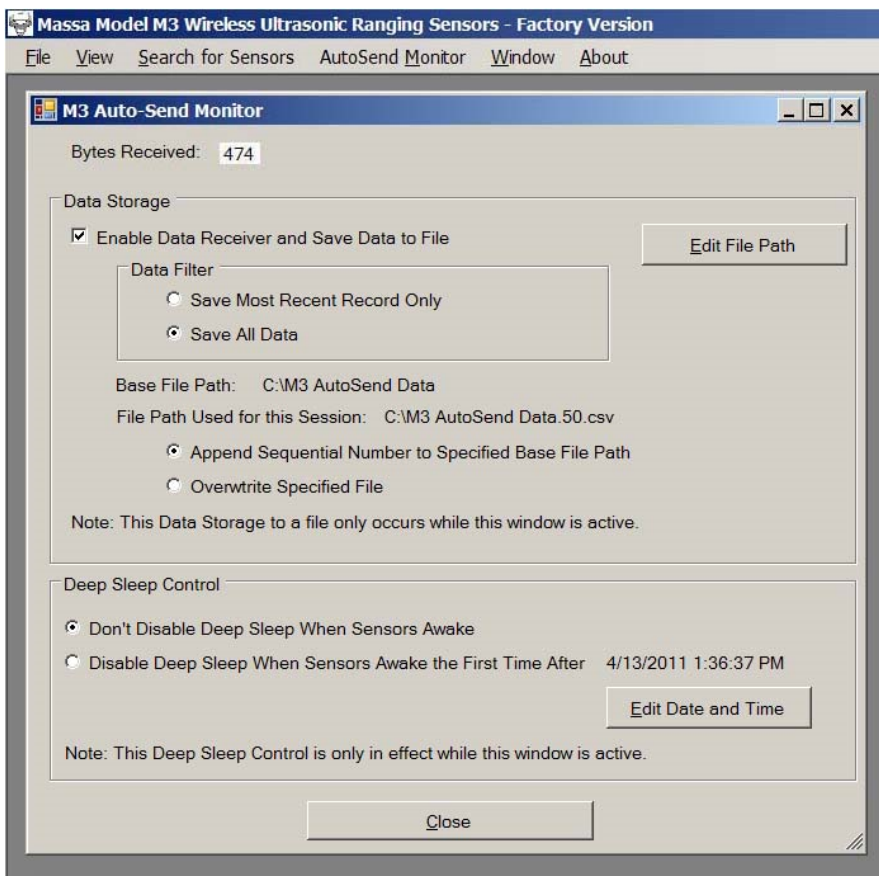 Massa Model M3 Wireless Ultrasonic Ranging Sensors - Factory Version
File View Search for Sensors AutoSend Monitor Window About
M3 Auto-Send Monitor
Bytes Received: 474
Data Storage
Enable Data Receiver and Save Data to File
Edit File Path
Data Filter
Save Most Recent Record Only
Save All Data
Base File Path: C:\M3 AutoSend Data
File Path Used for this Session: C:\M3 AutoSend Data.50.csv
Append Sequential Number to Specified Base File Path
Overwtrite Specified File
Note: This Data Storage to a file only occurs while this window is active.
Deep Sleep Control
Don't Disable Deep Sleep When Sensors Awake
Disable Deep Sleep When Sensors Awake the First Time After 4/13/2011 1:36:37 PM
Edit Date and Time
Note: This Deep Sleep Control is only in effect while this window is active.
Close